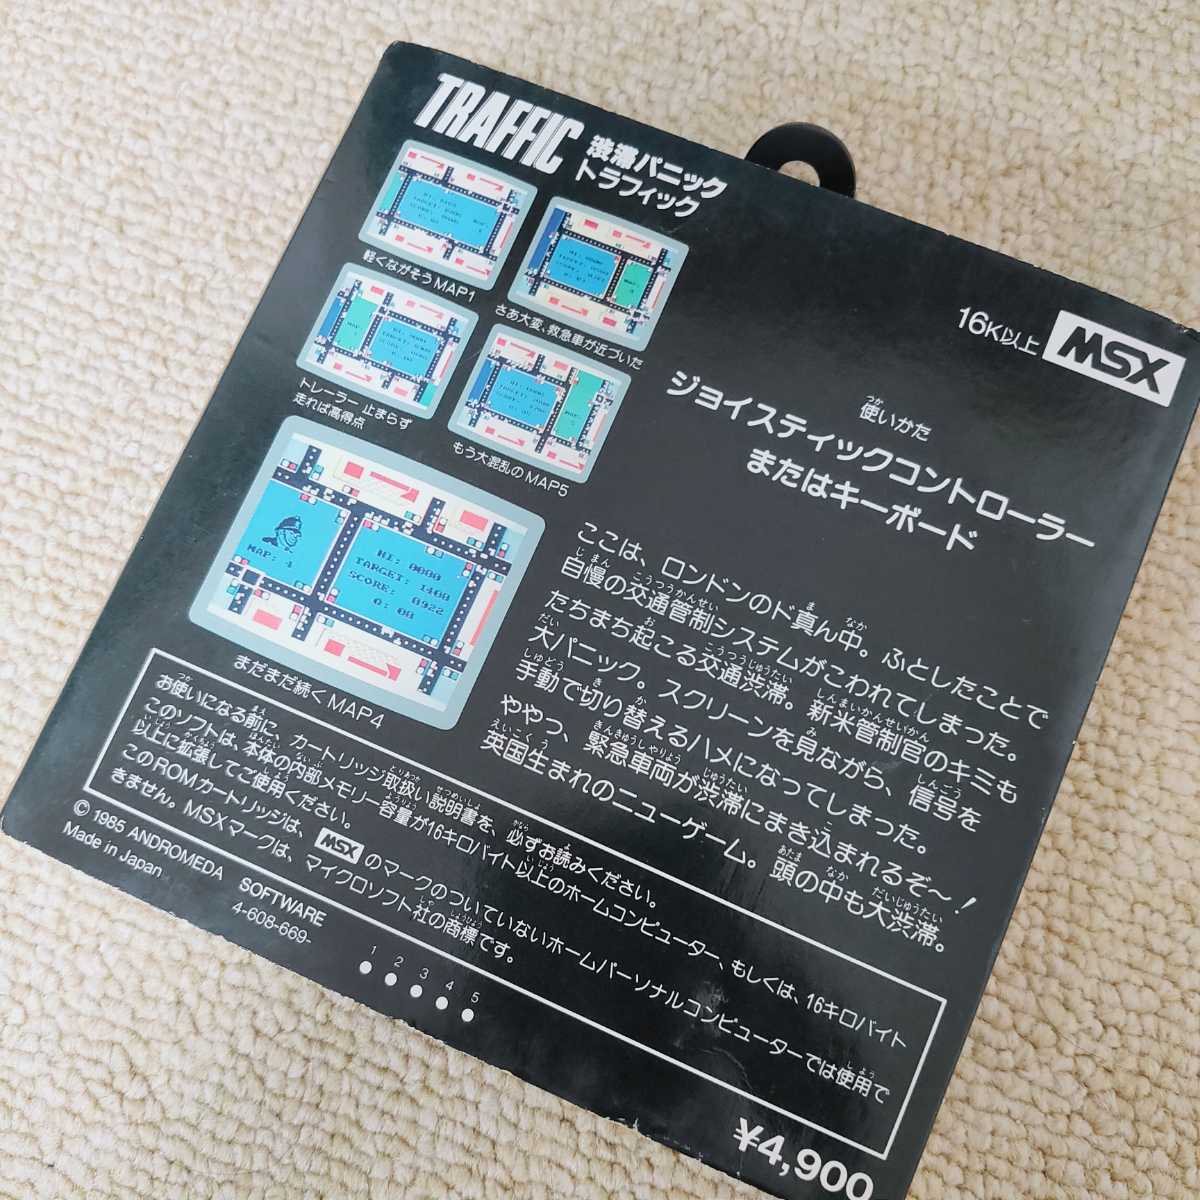 TRAFFIC
渋滞パニック
トラフィック
軽くながそうMAP1
さあ大変、救急車が近づいた
トレーラー 止まらず
走れば高得点
もう大混乱のMAP5
MAP: 4
HI: 0000
TARGET: 1400
SCORE: 0922
0: 00
まだまだ続くMAP4
16K以上 MSX
使いかた
ジョイスティックコントローラー
またはキーボード
ここは、ロンドンのド真ん中。ふとしたことで
自慢の交通管制システムがこわれてしまった。
たちまち起こる交通渋滞。新米管制官のキミも
大パニック。スクリーンを見ながら、信号を
手動で切り替えるハメになってしまった。
ややっ、緊急車両が渋滞にまき込まれるぞ〜！
英国生まれのニューゲーム。頭の中も大渋滞。
お使いになる前に、カートリッジ取扱い説明書を、必ずお読みください。
このソフトは、本体の内部メモリー容量が16キロバイト以上のホームコンピューター、もしくは、16キロバイト
以上に拡張してご使用ください。
このROMカートリッジは、MSXのマークのついていないホームパーソナルコンピューターでは使用で
きません。MSXマークは、マイクロソフト社の商標です。
© 1985 ANDROMEDA SOFTWARE
Made in Japan 4-608-669-
1 2 3 4 5
¥4,900